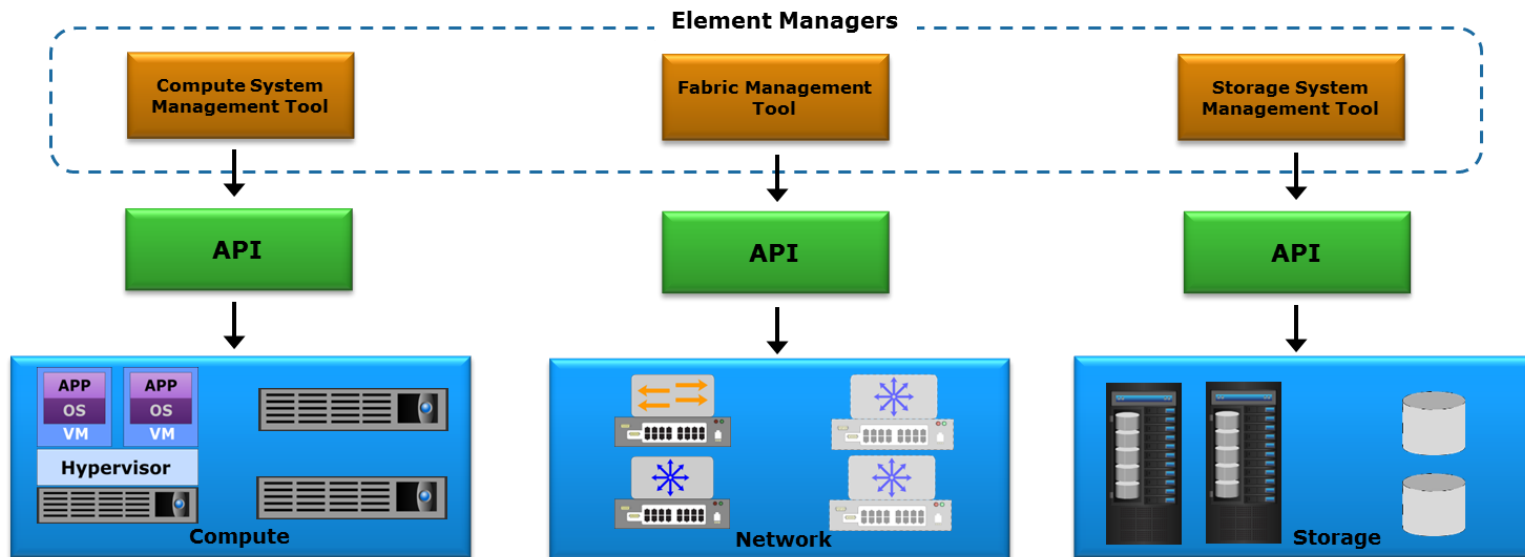 Element Managers
Compute System
Management Tool
Fabric Management
Tool
Storage System
Management Tool
API
API
API
APP
OS
VM
APP
OS
VM
Hypervisor
Compute
Network
Storage